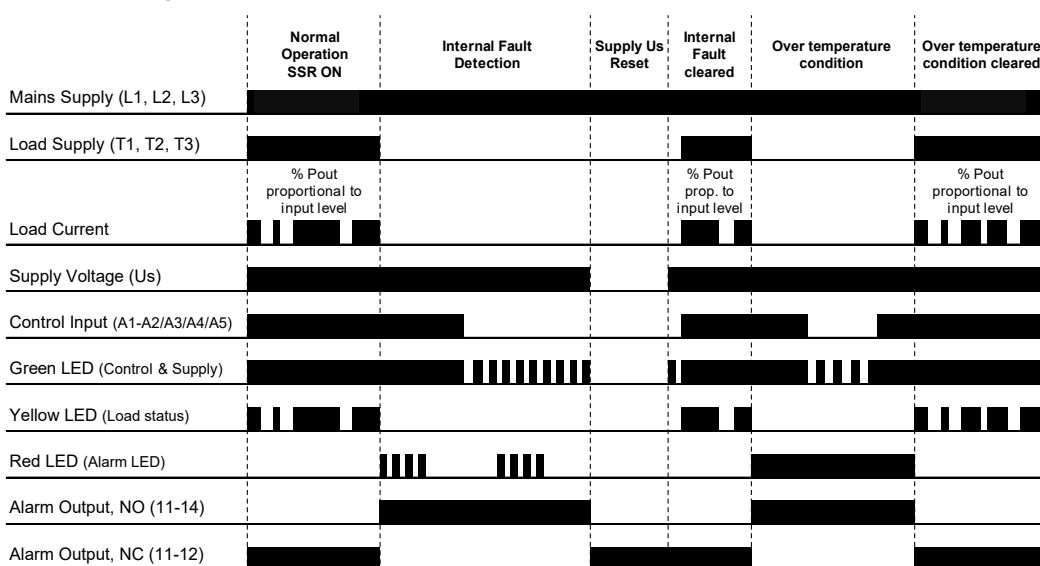 Normal
Operation
SSR ON
Internal Fault
Detection
Supply Us
Reset
Internal
Fault
cleared
Over temperature
condition
Over temperature
condition cleared
Mains Supply (L1, L2, L3)
Load Supply (T1, T2, T3)
% Pout
proportional to
input level
% Pout
prop. to
input level
% Pout
proportional to
input level
Load Current
Supply Voltage (Us)
Control Input (A1-A2/A3/A4/A5)
Green LED (Control & Supply)
Yellow LED (Load status)
Red LED (Alarm LED)
Alarm Output, NO (11-14)
Alarm Output, NC (11-12)